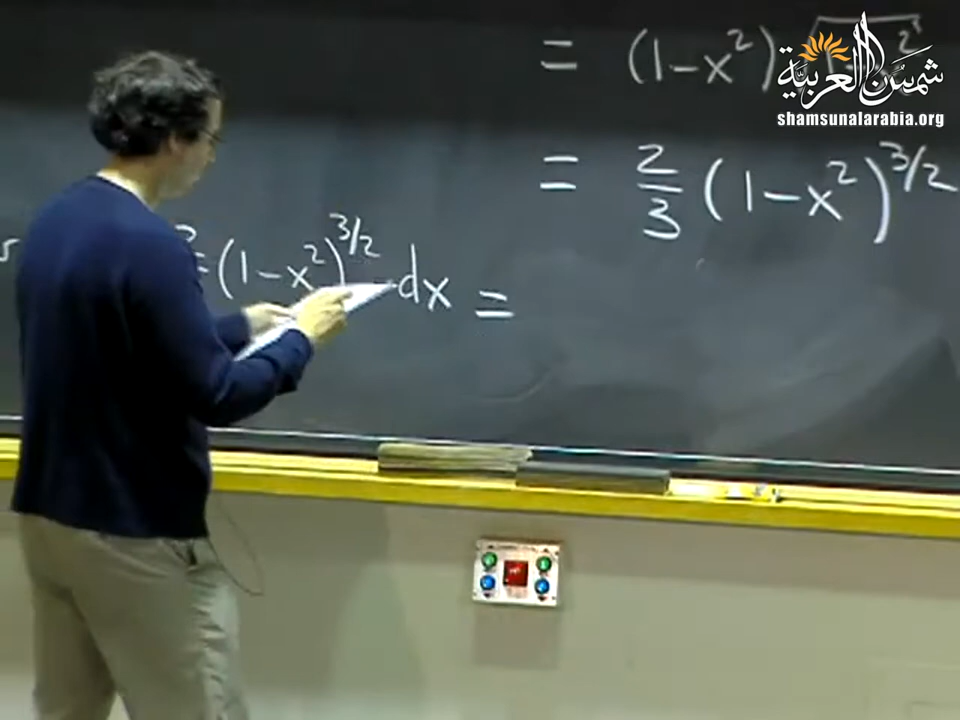 = (1-x²)
شمس العربية
shamsunalarabia.org
= 2/3 (1-x²)^3/2
(1-x²)^3/2 dx =